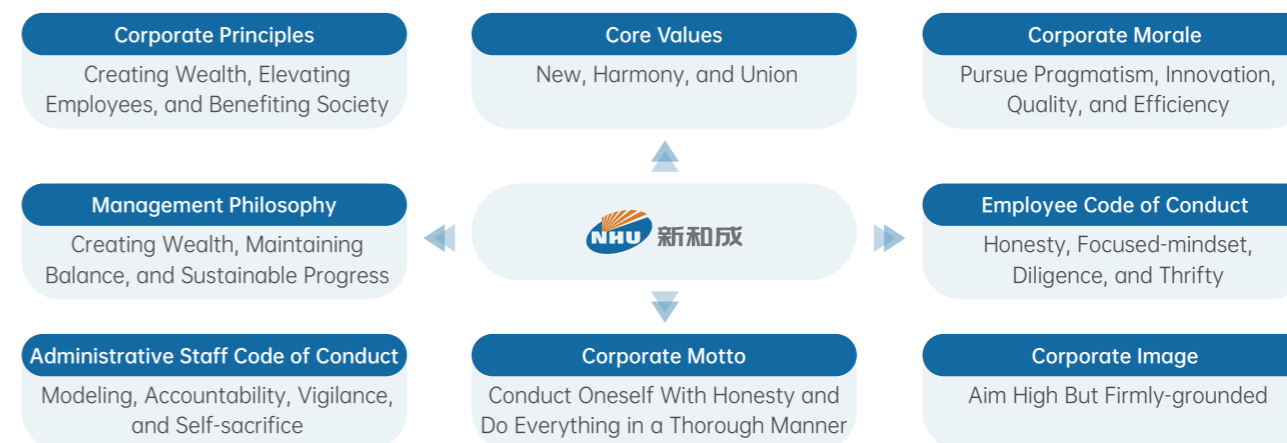 Corporate Principles
Creating Wealth, Elevating
Employees, and Benefiting Society
Core Values
New, Harmony, and Union
Corporate Morale
Pursue Pragmatism, Innovation,
Quality, and Efficiency
Management Philosophy
Creating Wealth, Maintaining
Balance, and Sustainable Progress
NHU 新和成
Employee Code of Conduct
Honesty, Focused-mindset,
Diligence, and Thrifty
Administrative Staff Code of Conduct
Modeling, Accountability, Vigilance,
and Self-sacrifice
Corporate Motto
Conduct Oneself With Honesty and
Do Everything in a Thorough Manner
Corporate Image
Aim High But Firmly-grounded